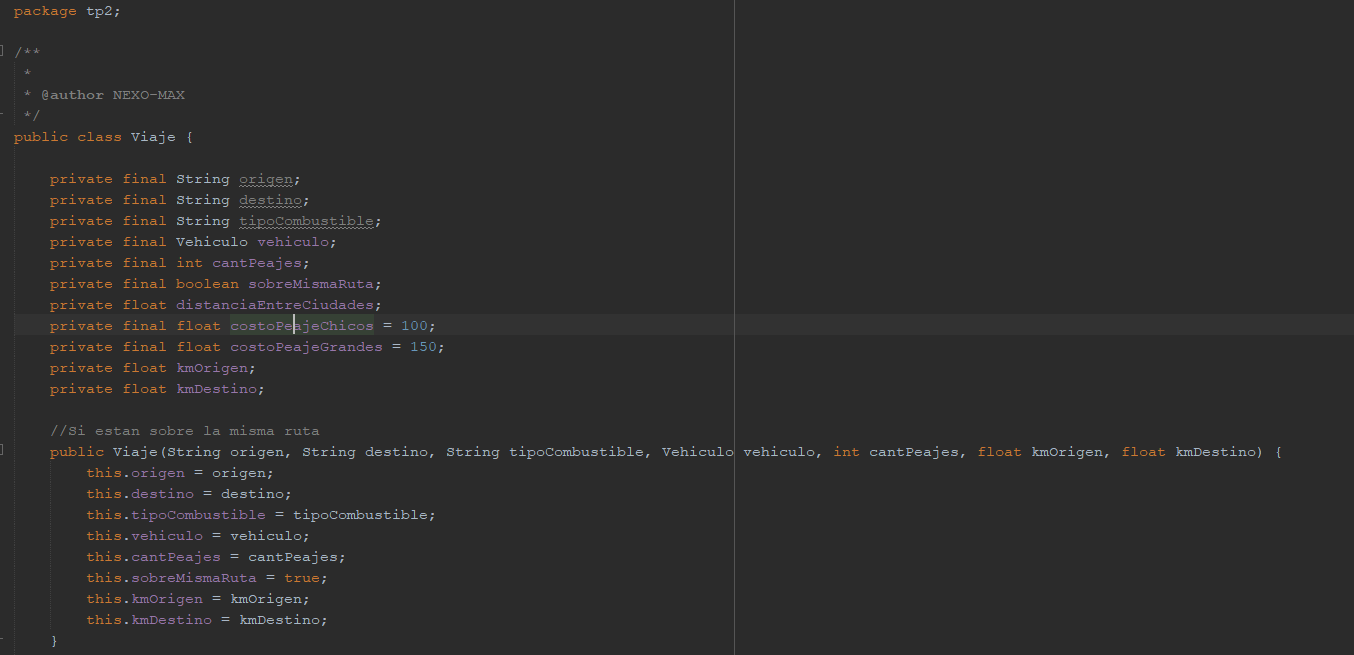 package tp2;
/**
 *
 * @author NEXO-MAX
 */
public class Viaje {
    private final String origen;
    private final String destino;
    private final String tipoCombustible;
    private final Vehiculo vehiculo;
    private final int cantPeajes;
    private final boolean sobreMismaRuta;
    private float distanciaEntreCiudades;
    private final float costoPeajeChicos = 100;
    private final float costoPeajeGrandes = 150;
    private float kmOrigen;
    private float kmDestino;
    //Si estan sobre la misma ruta
    public Viaje(String origen, String destino, String tipoCombustible, Vehiculo vehiculo, int cantPeajes, float kmOrigen, float kmDestino) {
        this.origen = origen;
        this.destino = destino;
        this.tipoCombustible = tipoCombustible;
        this.vehiculo = vehiculo;
        this.cantPeajes = cantPeajes;
        this.sobreMismaRuta = true;
        this.kmOrigen = kmOrigen;
        this.kmDestino = kmDestino;
    }